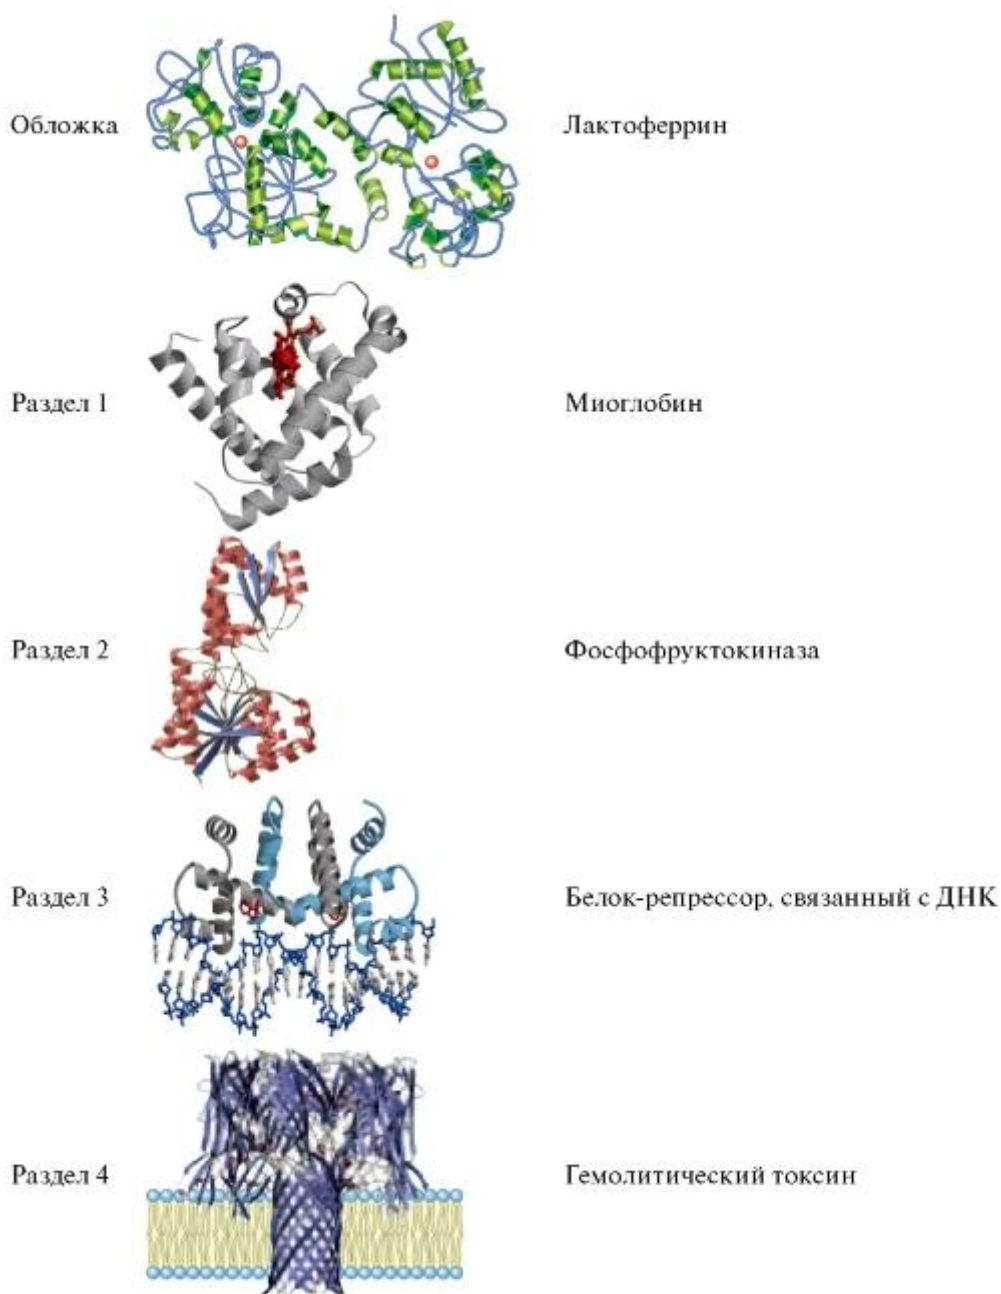 Обложка
Лактоферрин
Раздел 1
Миоглобин
Раздел 2
Фосфофруктокиназа
Раздел 3
Белок-репрессор, связанный с ДНК
Раздел 4
Гемолитический токсин